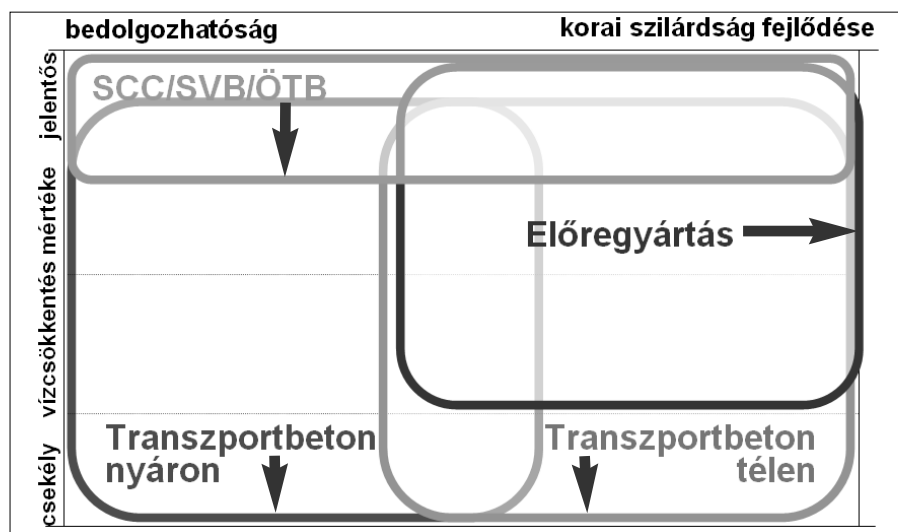 bedolgozhatóság
korai szilárdság fejlődése
jelentős
vízcsökkentés mértéke
csekély
SCC/SVB/ÖTB
Előregyártás
Transzportbeton
nyáron
Transzportbeton
télen